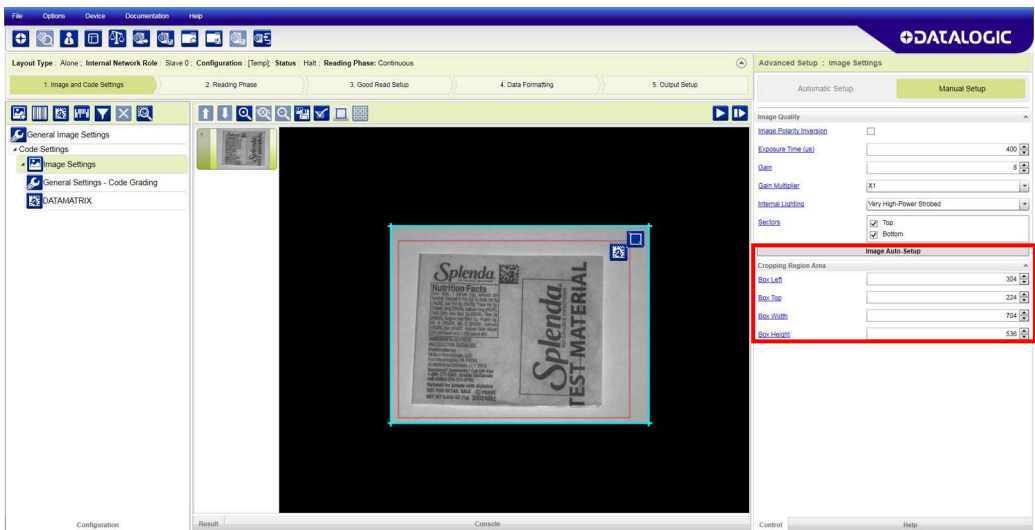 File Options Device Documentation Help
DATALOGIC
Layout Type : Alone ; Internal Network Role : Slave 0 ; Configuration : [Temp]; Status : Halt ; Reading Phase: Continuous
1. Image and Code Settings 2. Reading Phase 3. Good Read Setup 4. Data Formatting 5. Output Setup
General Image Settings
Code Settings
Image Settings
General Settings - Code Grading
DATAMATRIX
Configuration
1
Splenda
Nutrition Facts
Splenda
TEST MATERIAL
Result Console
Advanced Setup : Image Settings
Automatic Setup Manual Setup
Image Quality
Image Polarity Inversion
Exposure Time (us) 400
Gain 8
Gain Multiplier X1
Internal Lighting Very High-Power Strobed
Sectors Top
Bottom
Image Auto-Setup
Cropping Region Area
Box Left 304
Box Top 224
Box Width 704
Box Height 536
Control Help